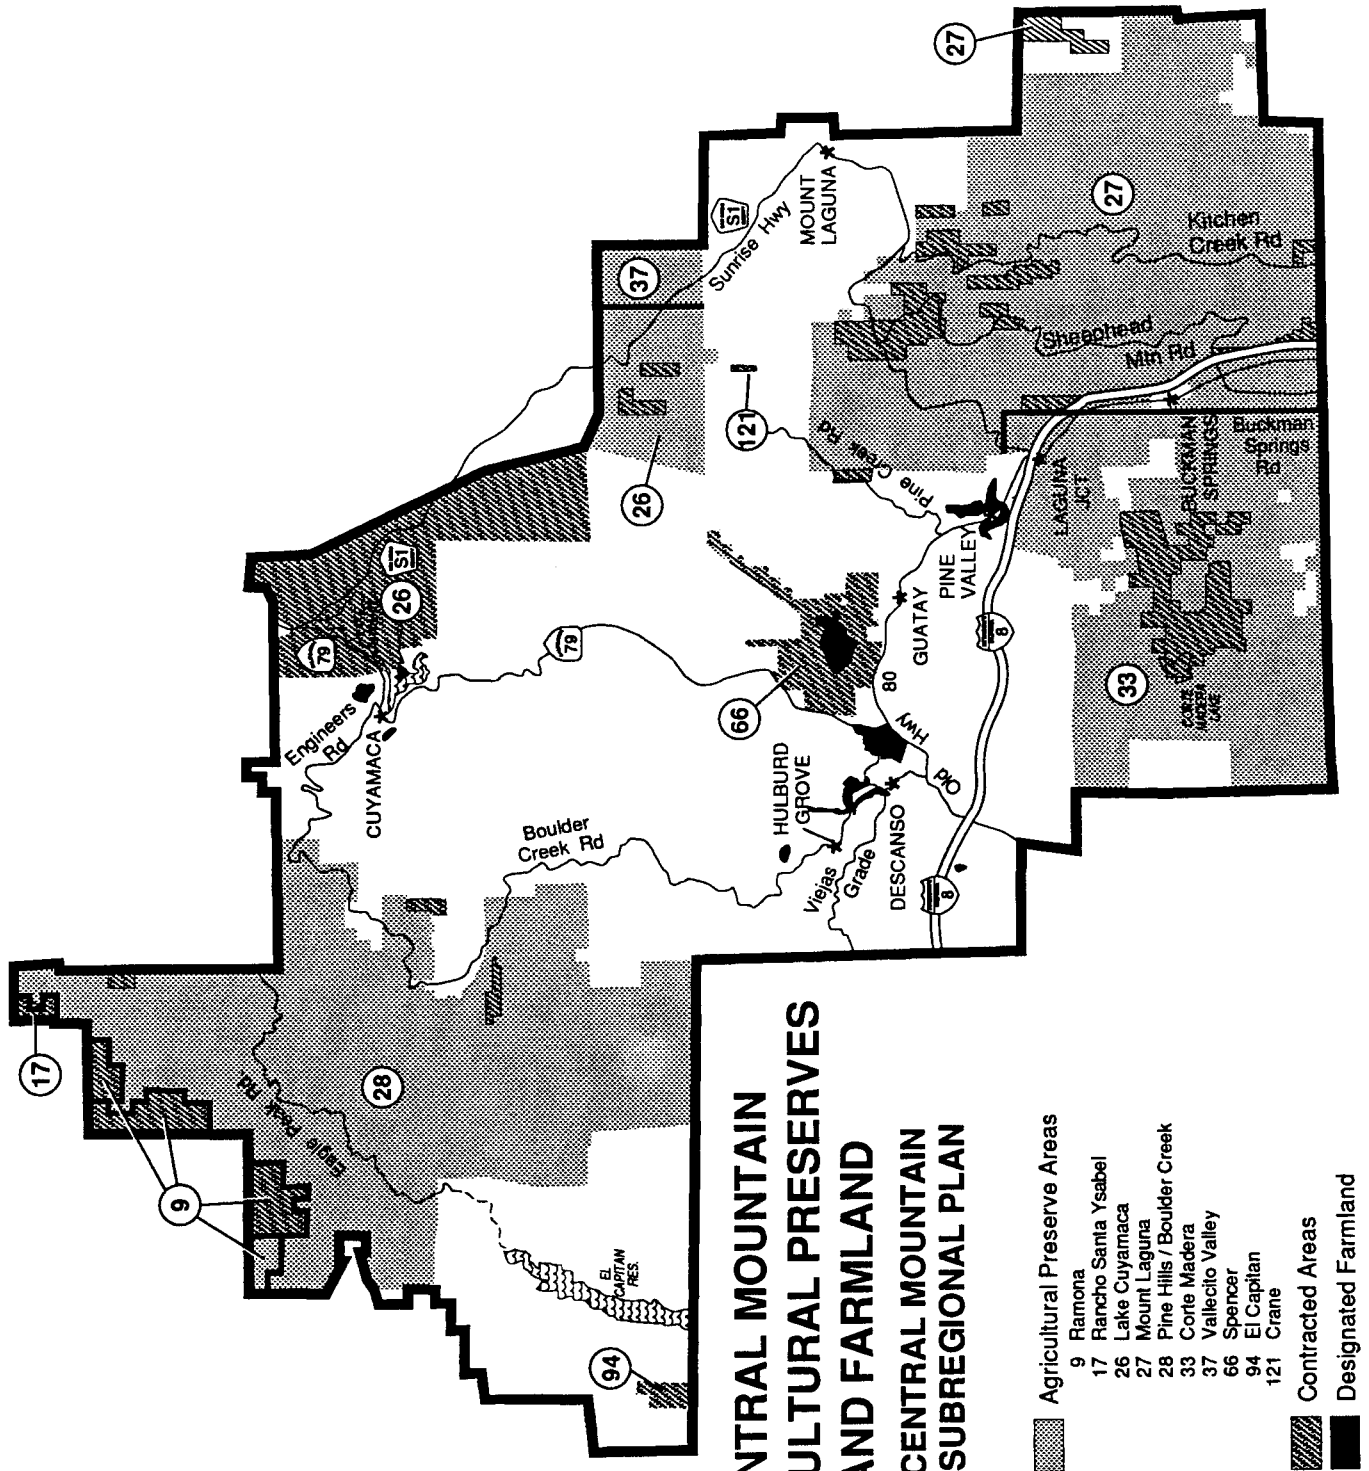 NTRAL MOUNTAIN
ULTURAL PRESERVES
AND FARMLAND
CENTRAL MOUNTAIN
SUBREGIONAL PLAN
Agricultural Preserve Areas
9 Ramona
17 Rancho Santa Ysabel
26 Lake Cuyamaca
27 Mount Laguna
28 Pine Hills / Boulder Creek
33 Corte Madera
37 Vallecito Valley
66 Spencer
94 El Capitan
121 Crane
Contracted Areas
Designated Farmland
17
9
28
94
Eagle Peak Rd.
EL
CAPITAN
RES.
Engineers
Rd
CUYAMACA
79
S1
26
79
Boulder
Creek Rd
HULBURD
GROVE
Viejas
Grade
DESCANSO
8
66
Old
Hwy
80
GUATAY
PINE
VALLEY
8
Pine Creek Rd
121
26
37
S1
Sunrise Hwy
MOUNT
LAGUNA
27
27
Kitchen
Creek Rd
Sheephead
Mtn Rd
LAGUNA
JCT.
BUCKMAN
SPRINGS
Buckman
Springs
Rd
33
CORTE
MADERA
LAKE